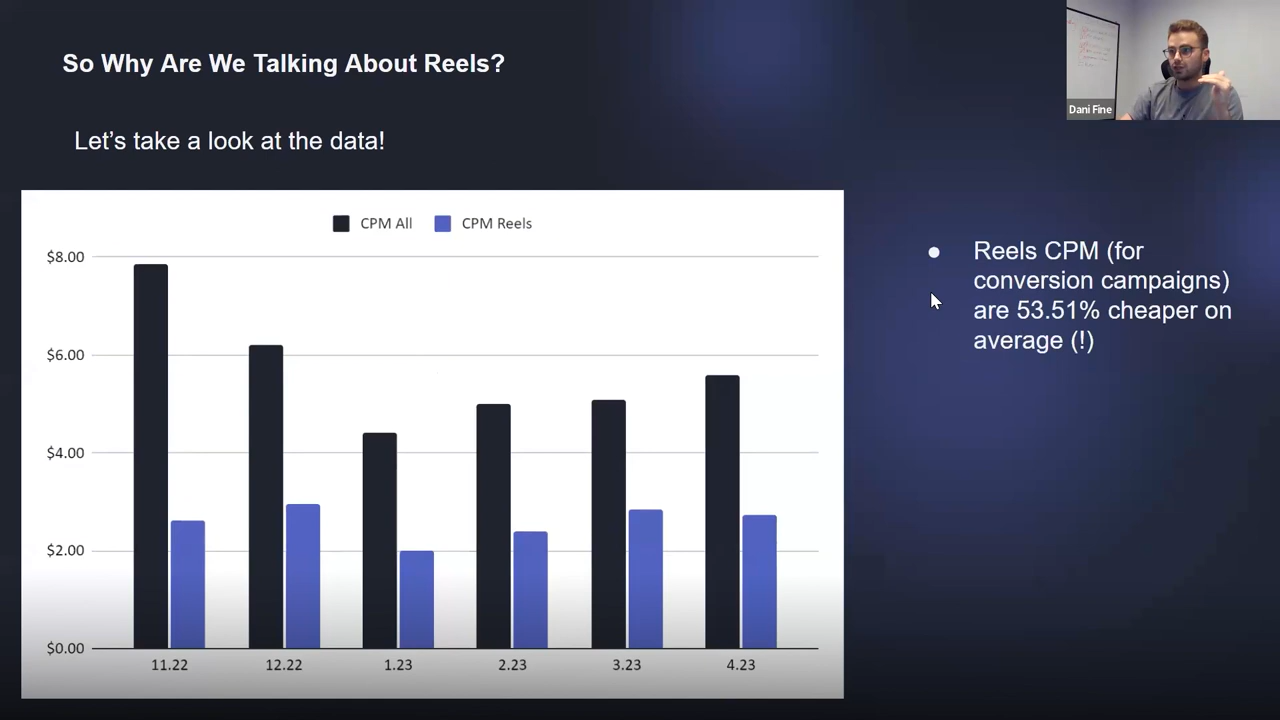 So Why Are We Talking About Reels?
Dani Fine
Let's take a look at the data!
CPM All
CPM Reels
$8.00
$6.00
$4.00
$2.00
$0.00
11.22
12.22
1.23
2.23
3.23
4.23
● Reels CPM (for
conversion campaigns)
are 53.51% cheaper on
average (!)